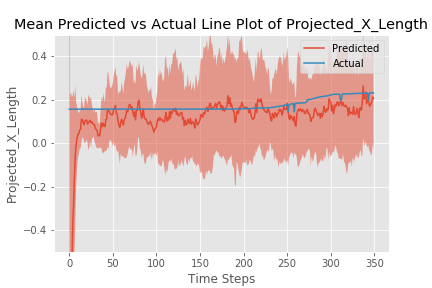 Mean Predicted vs Actual Line Plot of Projected_X_Length
Predicted
Actual
0.4
0.2
0.0
−0.2
−0.4
Projected_X_Length
0 50 100 150 200 250 300 350
Time Steps